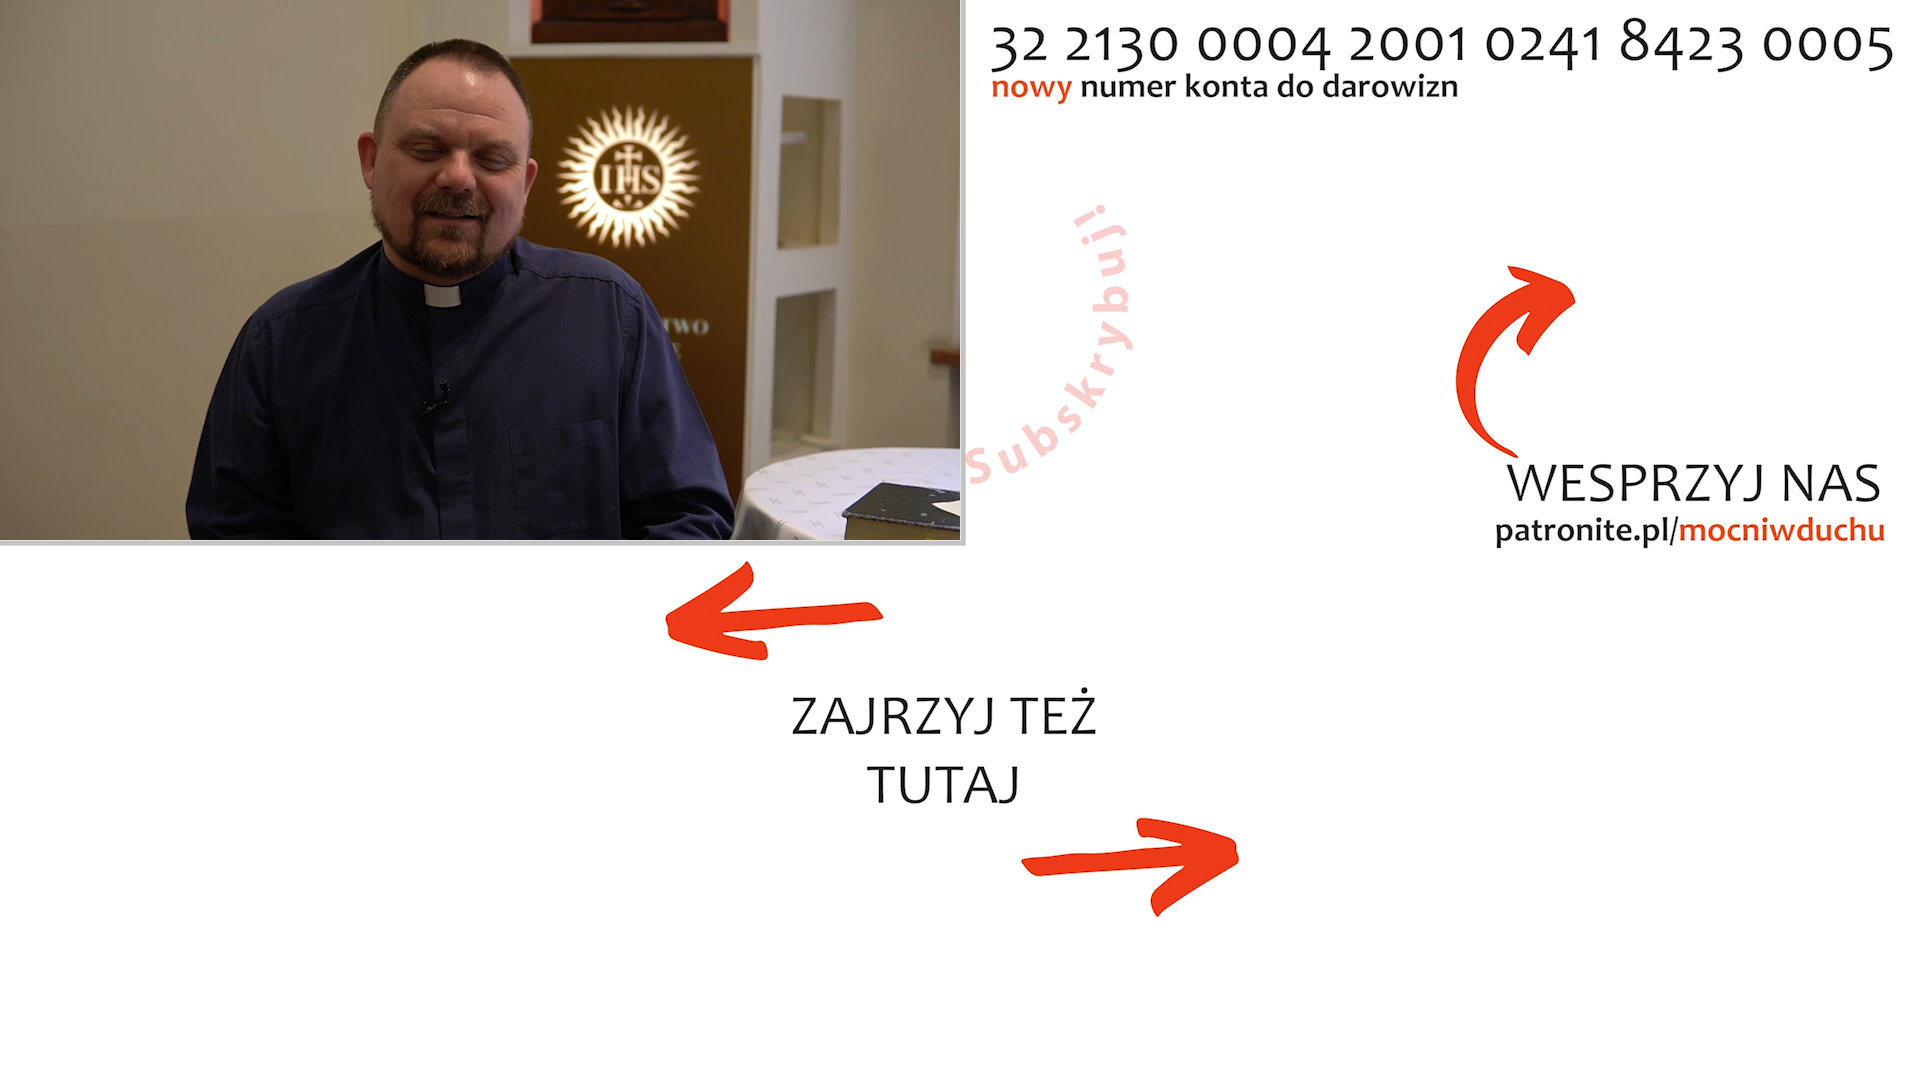 IHS
TWO
32 2130 0004 2001 0241 8423 0005
nowy numer konta do darowizn
Subskrybuj!
WESPRZYJ NAS
patronite.pl/mocniwduchu
ZAJRZYJ TEŻ
TUTAJ